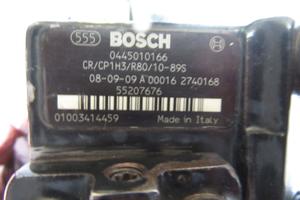 555 BOSCH
0445010166
CR/CP1H3/R80/10-89S
08-09-09 A 00016 2740168
55207676
01003414459 Made in Italy